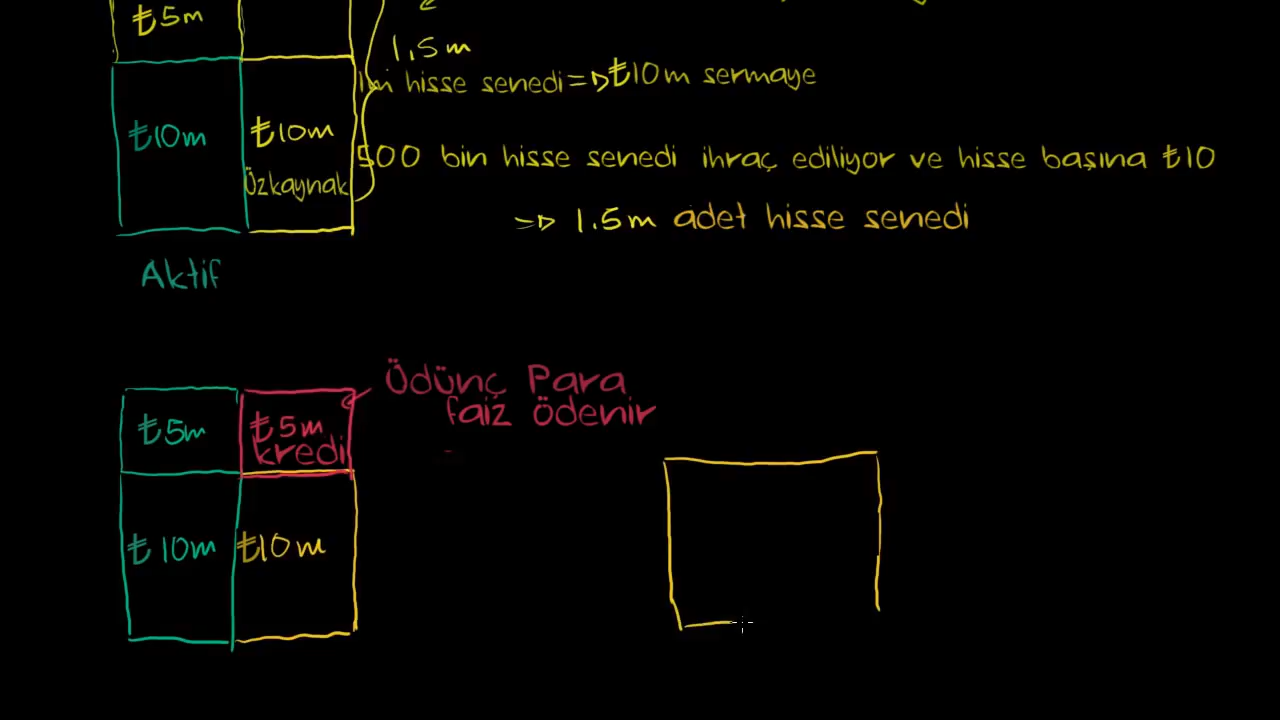 ₺5m
1,5m
1m hisse senedi => ₺10m sermaye
₺10m ₺10m
Özkaynak
500 bin hisse senedi ihraç ediliyor ve hisse başına ₺10
=> 1.5m adet hisse senedi
Aktif
Ödünç Para
faiz ödenir
₺5m ₺5m
kredi
₺10m ₺10m